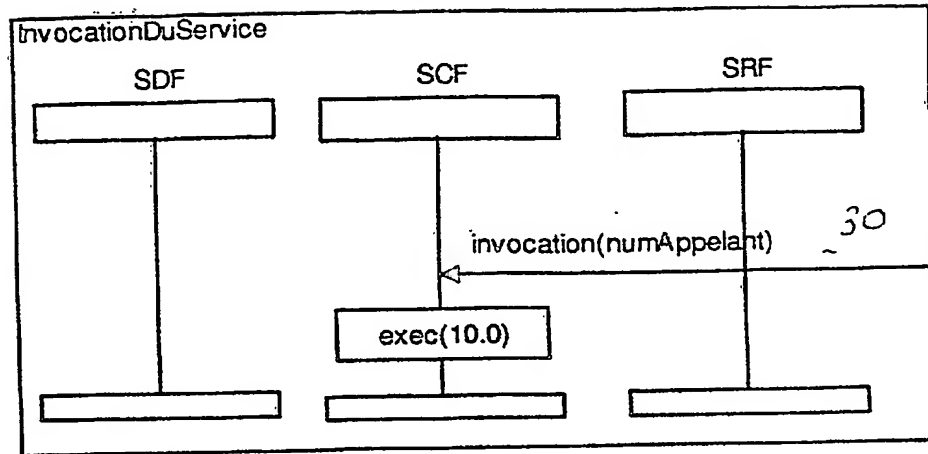 InvocationDuService
SDF SCF SRF
30
invocation(numAppelant)
exec(10.0)